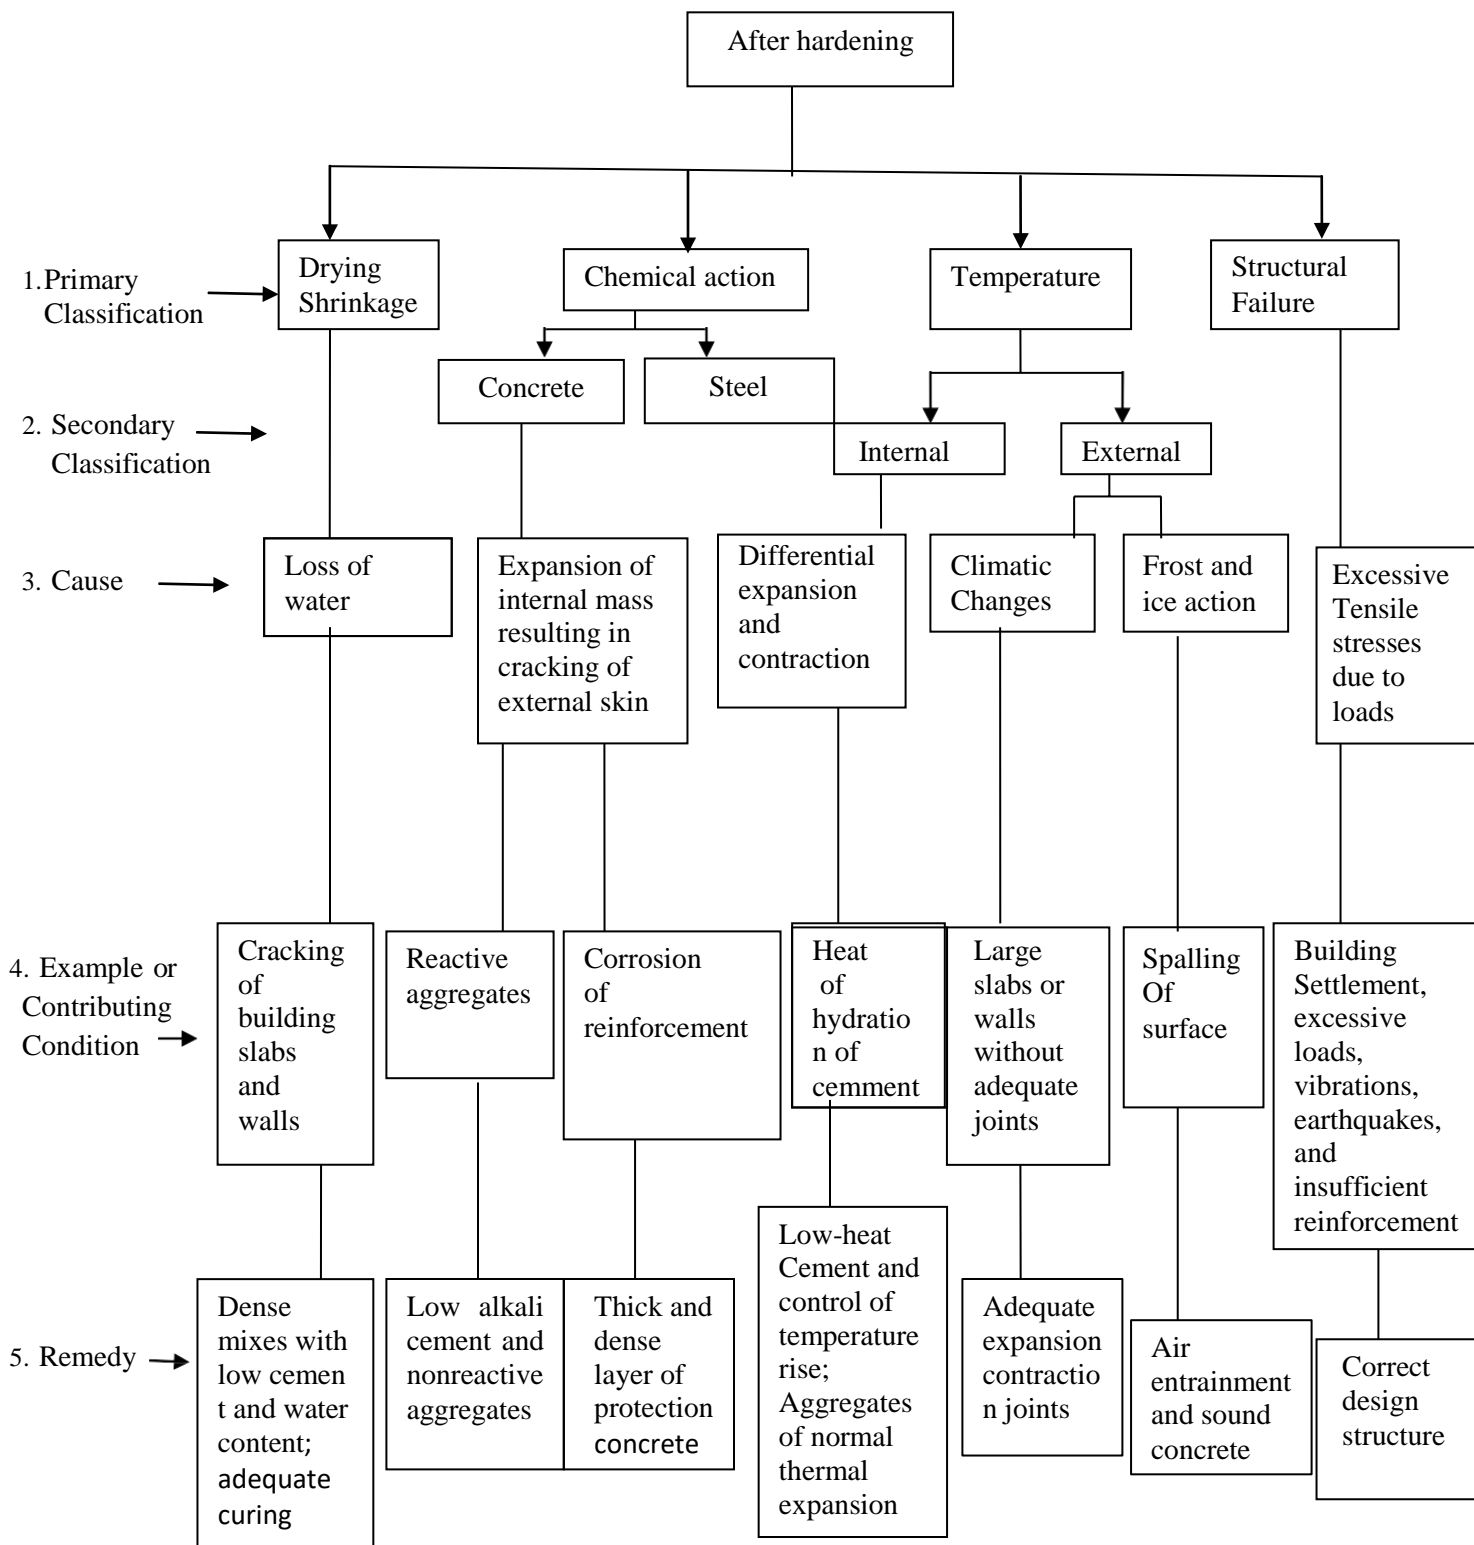 After hardening
1.Primary
Classification
Drying
Shrinkage
Chemical action
Temperature
Structural
Failure
2. Secondary
Classification
Concrete
Steel
Internal
External
3. Cause
Loss of
water
Expansion of
internal mass
resulting in
cracking of
external skin
Differential
expansion
and
contraction
Climatic
Changes
Frost and
ice action
Excessive
Tensile
stresses
due to
loads
4. Example or
Contributing
Condition
Cracking
of
building
slabs
and
walls
Reactive
aggregates
Corrosion
of
reinforcement
Heat
of
hydratio
n of
cemment
Large
slabs or
walls
without
adequate
joints
Spalling
Of
surface
Building
Settlement,
excessive
loads,
vibrations,
earthquakes,
and
insufficient
reinforcement
5. Remedy
Dense
mixes with
low cemen
t and water
content;
adequate
curing
Low alkali
cement and
nonreactive
aggregates
Thick and
dense
layer of
protection
concrete
Low-heat
Cement and
control of
temperature
rise;
Aggregates
of normal
thermal
expansion
Adequate
expansion
contractio
n joints
Air
entrainment
and sound
concrete
Correct
design
structure